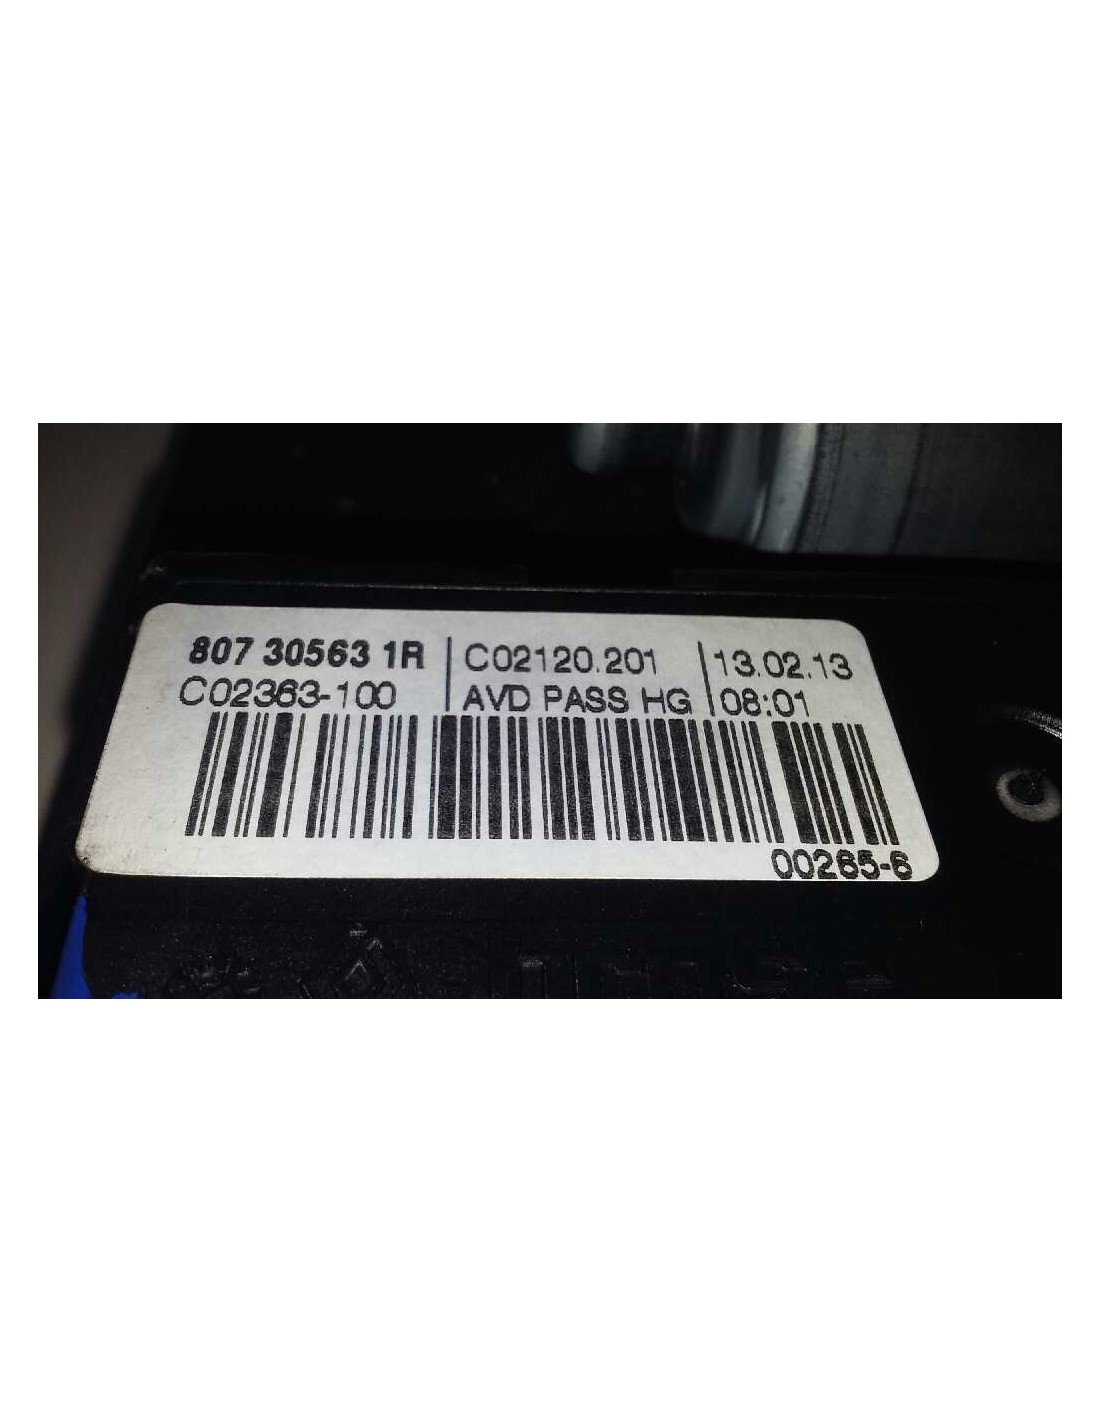 807 30563 1R C02120.201 13.02.13
C02363-100 AVD PASS HG 08:01
00265-6